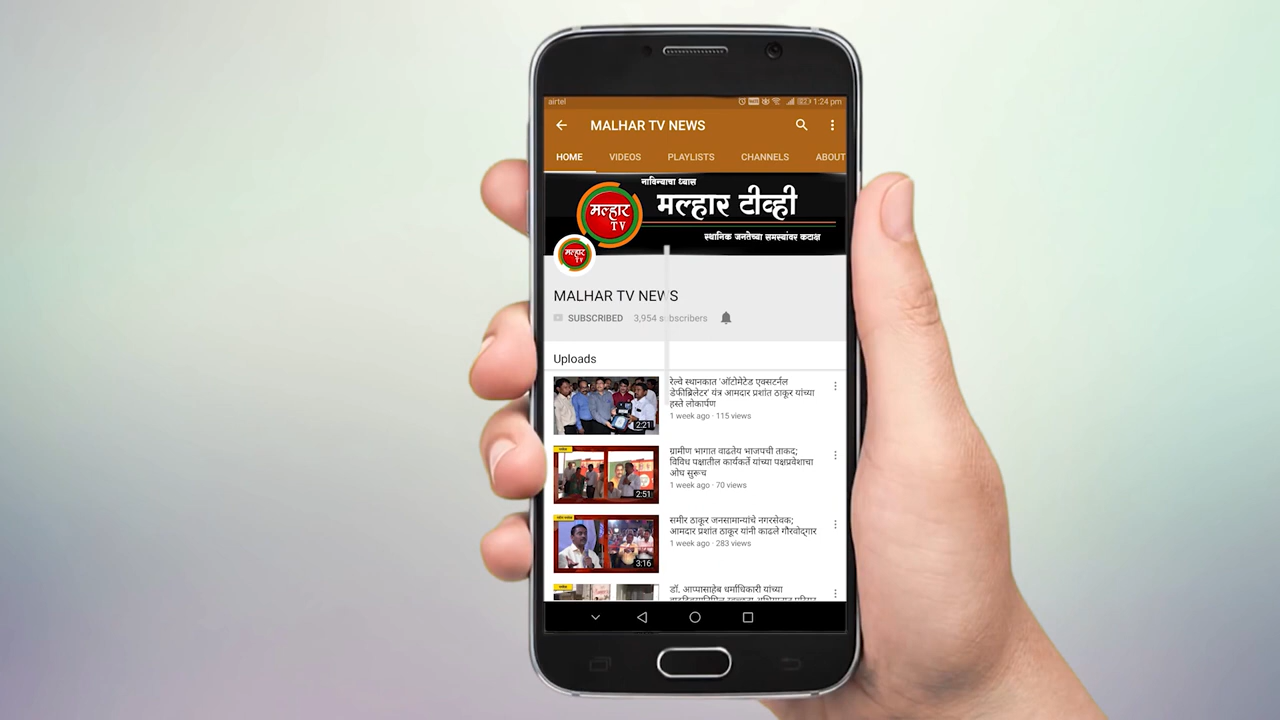 airtel
1:24 pm
MALHAR TV NEWS
HOME VIDEOS PLAYLISTS CHANNELS ABOUT
नाविन्याचा ध्यास
मल्हार टीव्ही
मल्हार
TV
स्थानिक जनतेच्या समस्यांवर कटाक्ष
मल्हार
TV
MALHAR TV NEWS
SUBSCRIBED 3,954 subscribers
Uploads
रेल्वे स्थानकात 'ऑटोमेटेड एक्सटर्नल
डेफीब्रिलेटर' यंत्र आमदार प्रशांत ठाकूर यांच्या
हस्ते लोकार्पण
1 week ago · 115 views
2:21
ग्रामीण भागात वाढतेय भाजपची ताकद;
विविध पक्षातील कार्यकर्ते यांच्या पक्षप्रवेशाचा
ओघ सुरूच
1 week ago · 70 views
2:51
समीर ठाकूर जनसामान्यांचे नगरसेवक;
आमदार प्रशांत ठाकूर यांनी काढले गौरवोद्गार
1 week ago · 283 views
3:16
डॉ. आप्पासाहेब धर्माधिकारी यांच्या